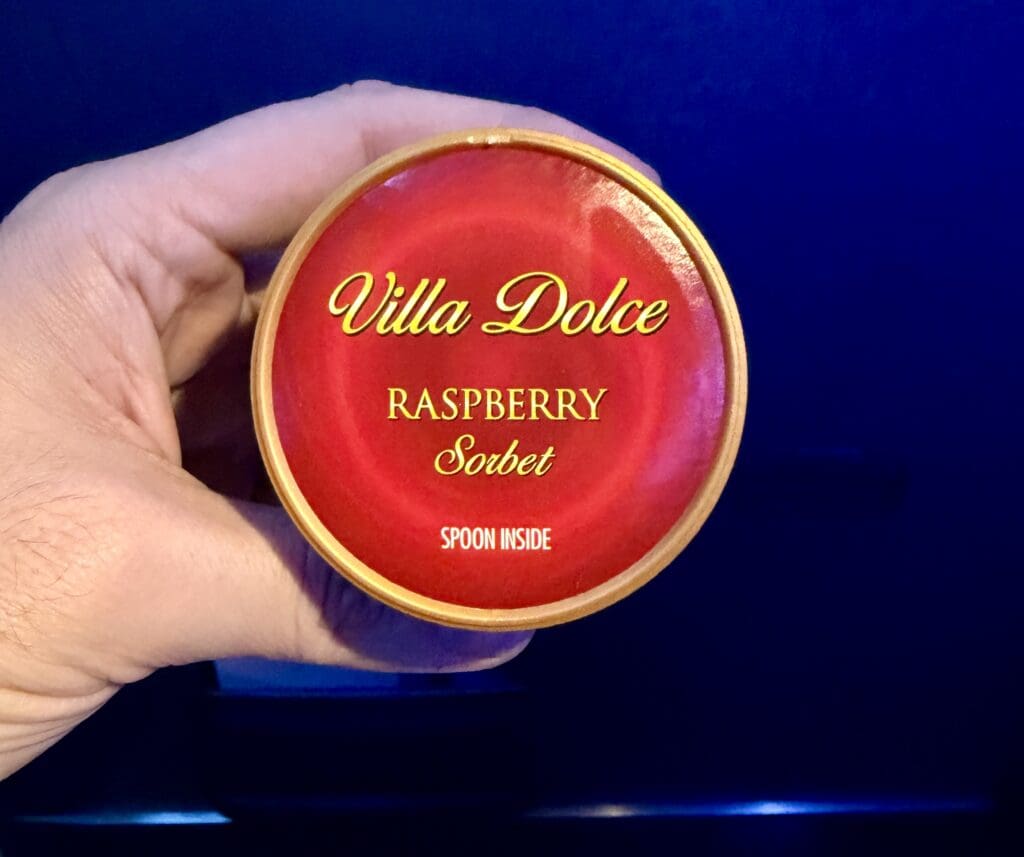 Villa Dolce
RASPBERRY
Sorbet
SPOON INSIDE